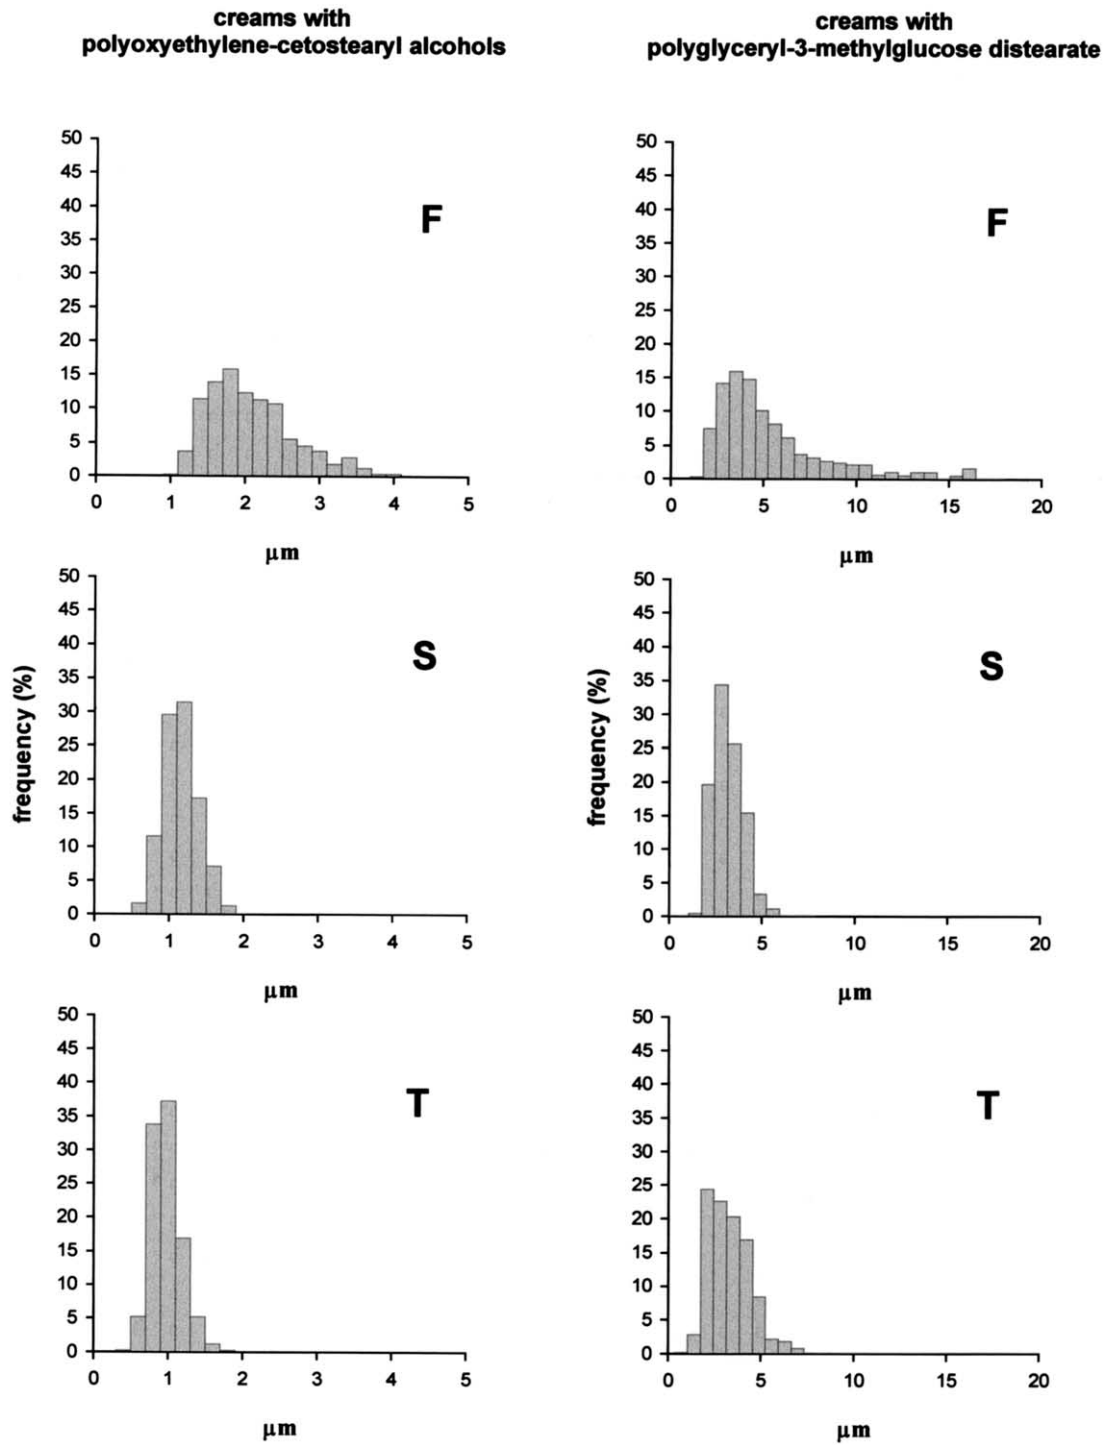 creams with
polyoxyethylene-cetostearyl alcohols
creams with
polyglyceryl-3-methylglucose distearate
50
45
40
35
30
25
20
15
10
5
0
F
0 1 2 3 4 5
µm
50
45
40
35
30
25
20
15
10
5
0
F
0 5 10 15 20
µm
frequency (%)
50
45
40
35
30
25
20
15
10
5
0
S
0 1 2 3 4 5
µm
frequency (%)
50
45
40
35
30
25
20
15
10
5
0
S
0 5 10 15 20
µm
50
45
40
35
30
25
20
15
10
5
0
T
0 1 2 3 4 5
µm
50
45
40
35
30
25
20
15
10
5
0
T
0 5 10 15 20
µm